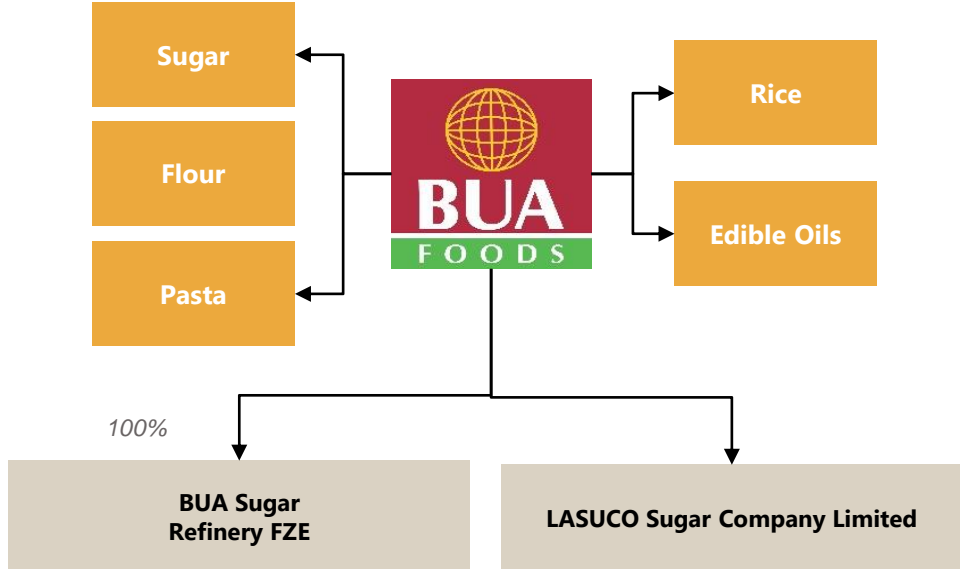 Sugar
Flour
Pasta
BUA
FOODS
Rice
Edible Oils
100%
BUA Sugar
Refinery FZE
LASUCO Sugar Company Limited